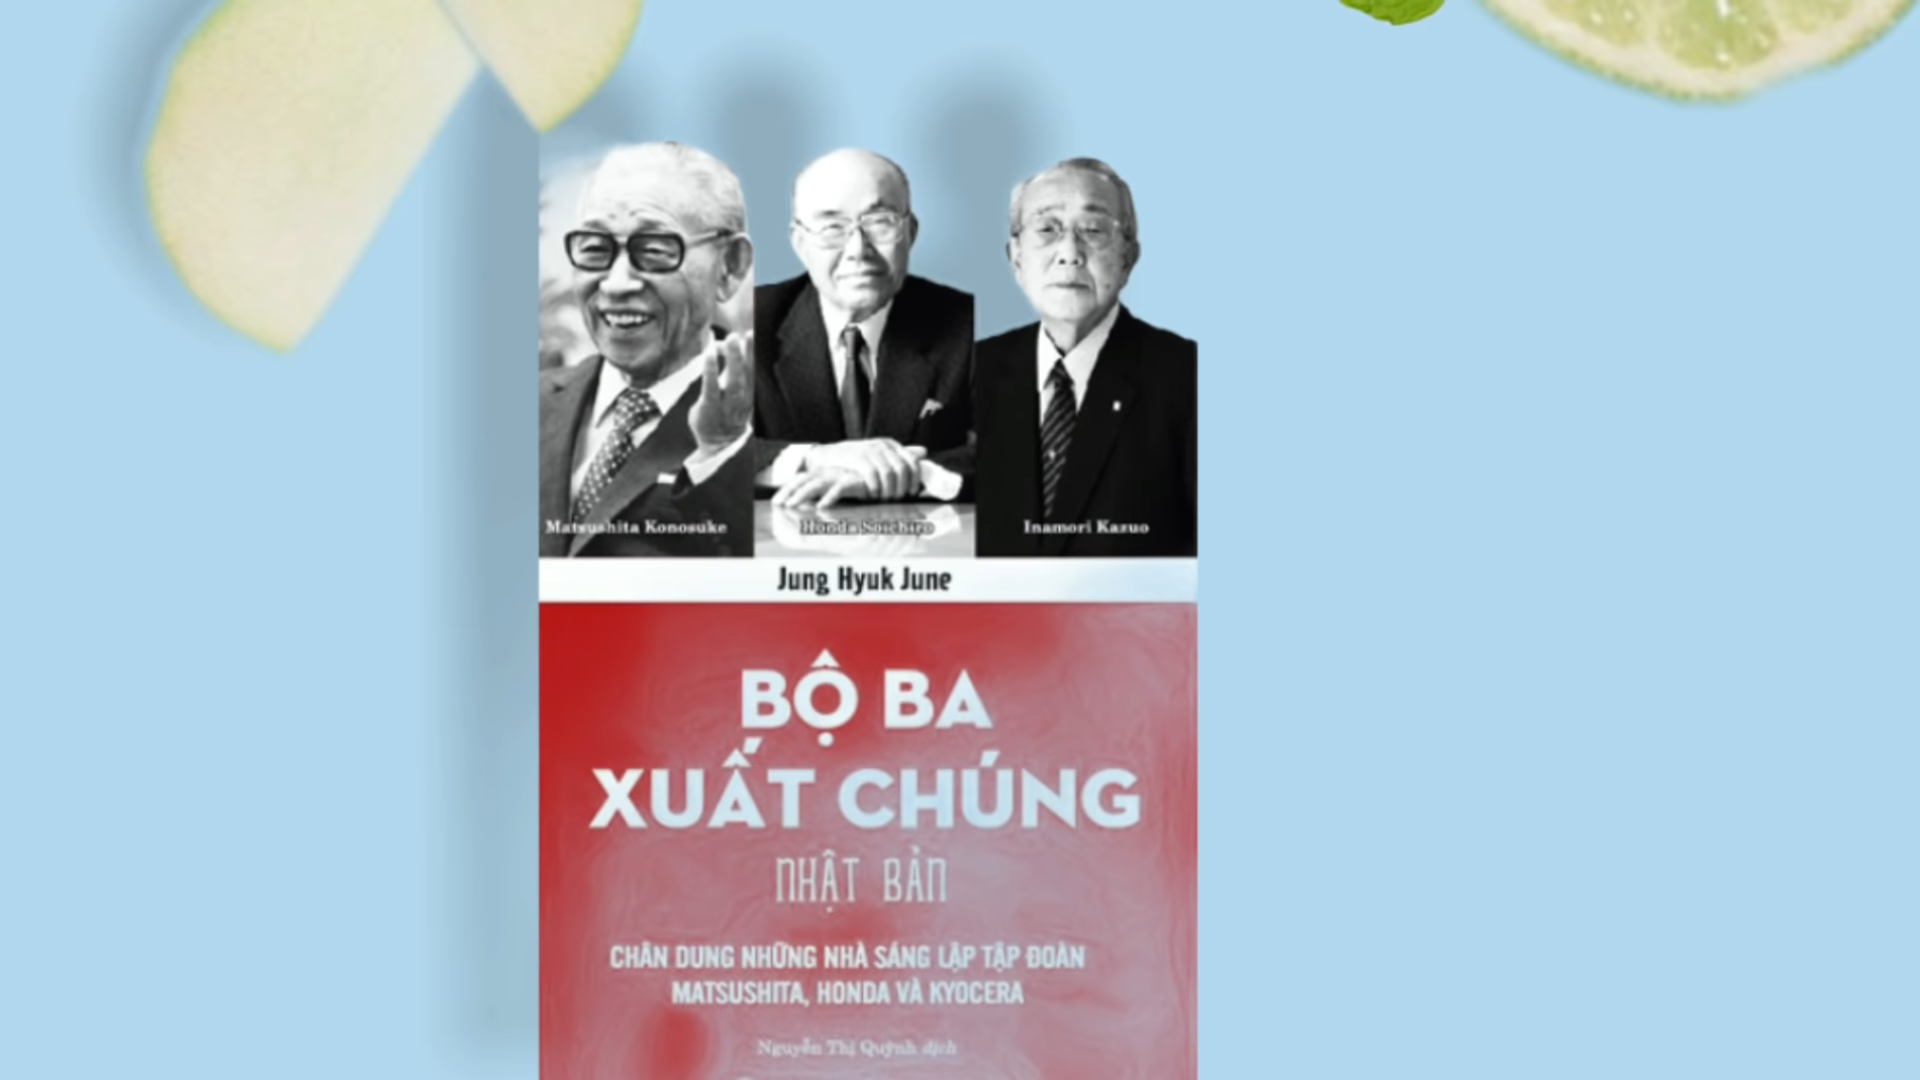 Matsushita Konosuke
Honda Soichiro
Inamori Kazuo
Jung Hyuk June
BỘ BA
XUẤT CHÚNG
NHẬT BẢN
CHÂN DUNG NHỮNG NHÀ SÁNG LẬP TẬP ĐOÀN
MATSUSHITA, HONDA VÀ KYOCERA
Nguyễn Thị Quỳnh dịch